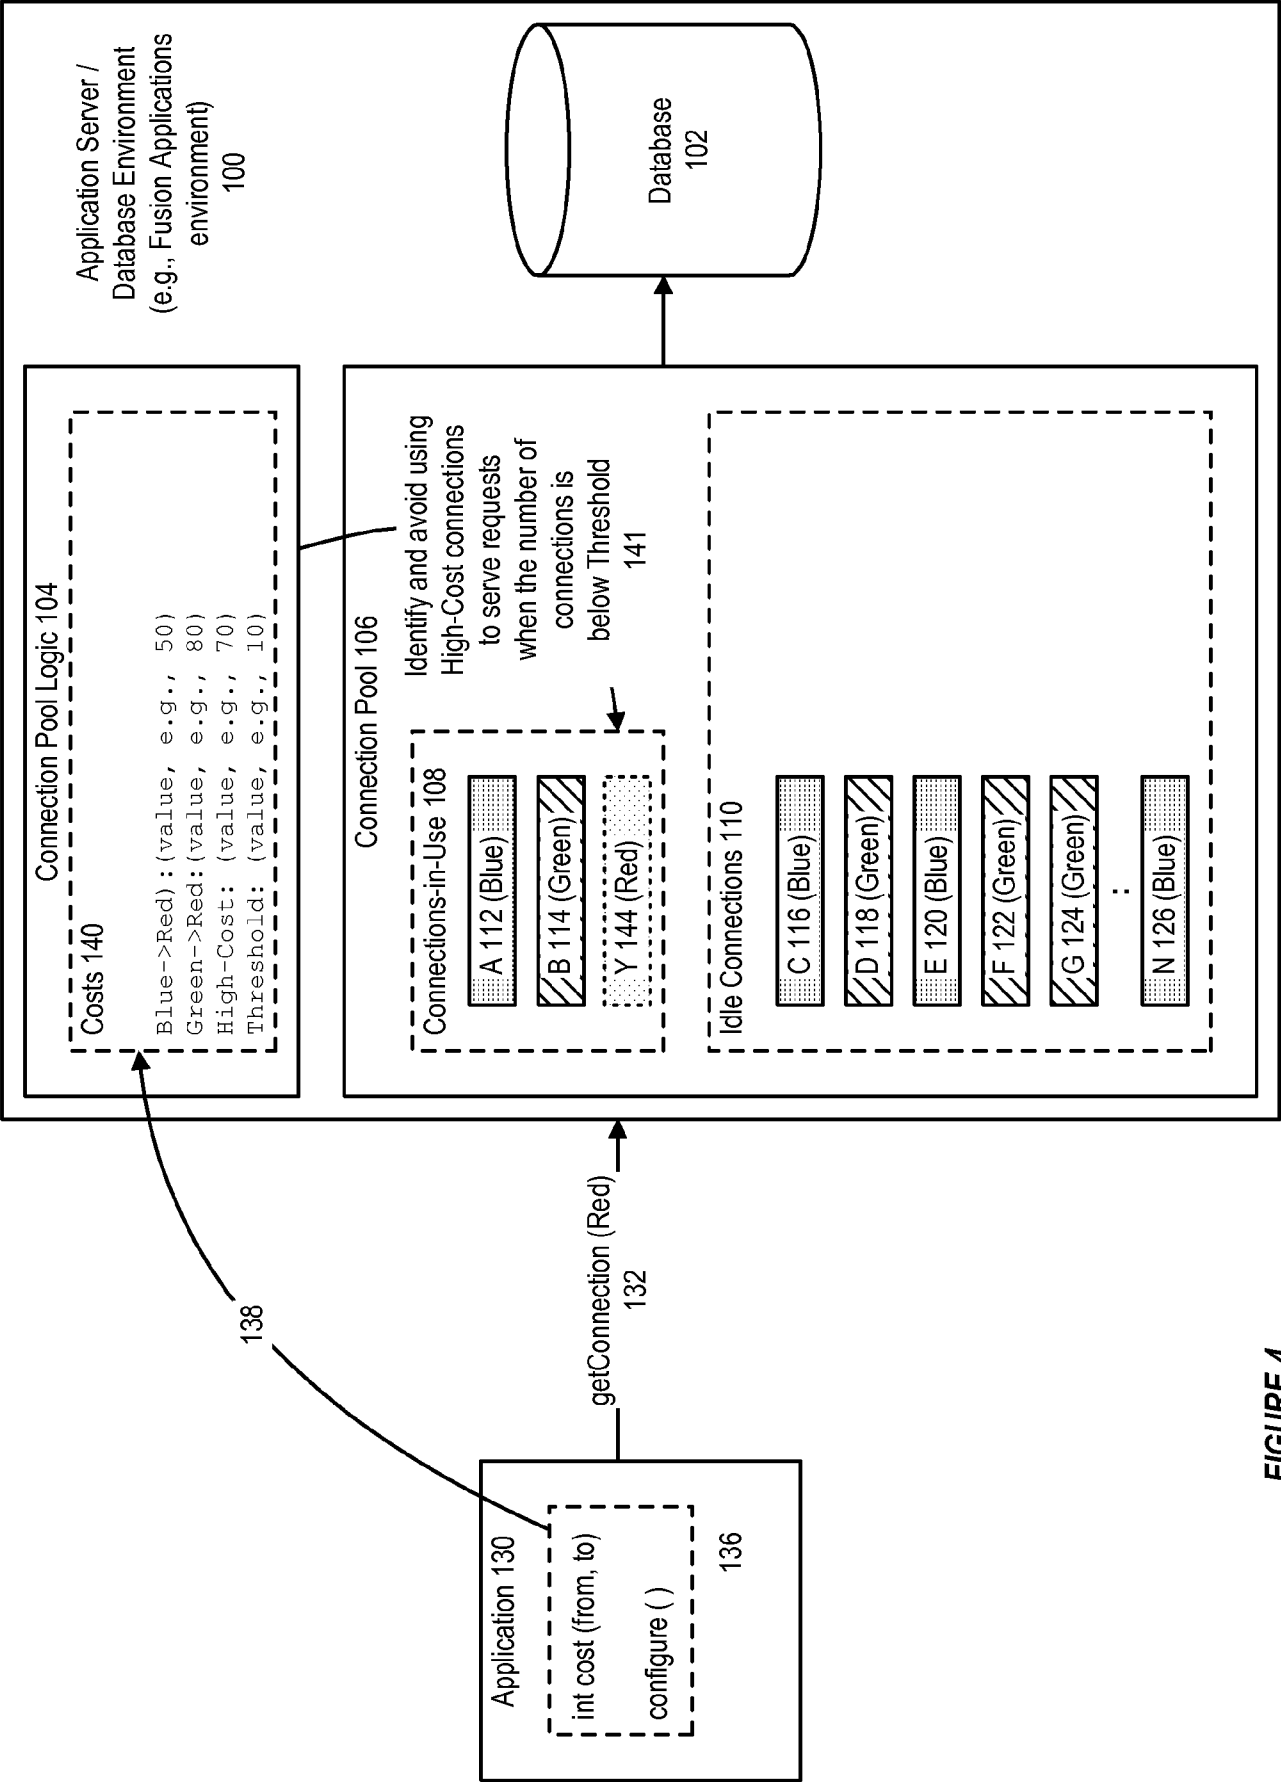 Application Server /
Database Environment
(e.g., Fusion Applications
environment)
100
Connection Pool Logic 104
Costs 140
Blue->Red):(value, e.g., 50)
Green->Red:(value, e.g., 80)
High-Cost: (value, e.g., 70)
Threshold: (value, e.g., 10)
Connection Pool 106
Identify and avoid using
High-Cost connections
to serve requests
when the number of
connections is
below Threshold
141
Connections-in-Use 108
A 112 (Blue)
B 114 (Green)
Y 144 (Red)
Idle Connections 110
C 116 (Blue)
D 118 (Green)
E 120 (Blue)
F 122 (Green)
G 124 (Green)
:
N 126 (Blue)
Database
102
138
getConnection (Red)
132
Application 130
int cost (from, to)
configure ( )
136
FIGURE 4